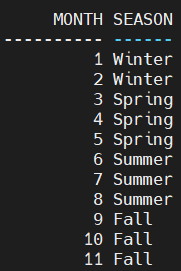 MONTH SEASON
---------- ------
1 Winter
2 Winter
3 Spring
4 Spring
5 Spring
6 Summer
7 Summer
8 Summer
9 Fall
10 Fall
11 Fall